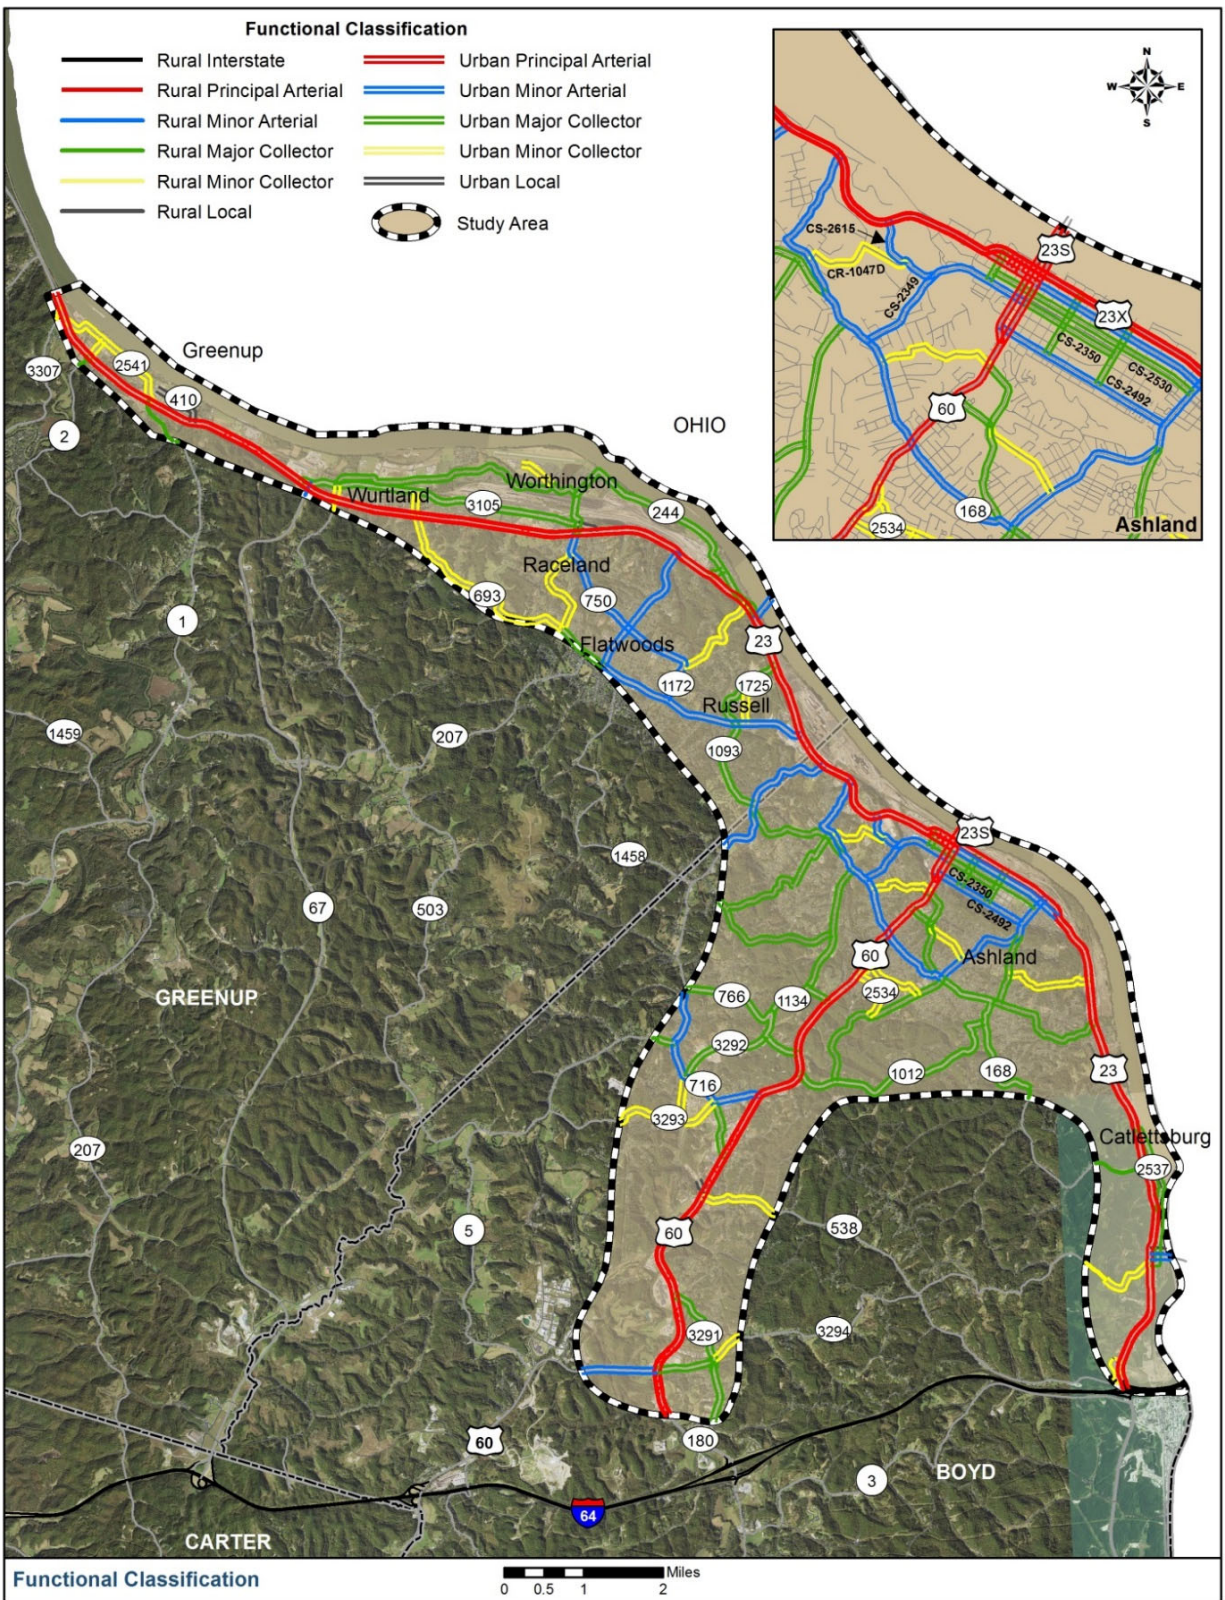 Functional Classification
Rural Interstate
Rural Principal Arterial
Rural Minor Arterial
Rural Major Collector
Rural Minor Collector
Rural Local
Urban Principal Arterial
Urban Minor Arterial
Urban Major Collector
Urban Minor Collector
Urban Local
Study Area
N
W E
S
23S
CS-2615
CR-1047D
CS-2349
23X
CS-2350
CS-2530
CS-2492
60
168
2534
Ashland
Greenup
3307
2541
410
2
OHIO
Wurtland
Worthington
3105
244
Raceland
693
750
1
Flatwoods
23
1172
1725
Russell
1459
207
1093
23S
1458
CS-2350
67
503
CS-2492
60
Ashland
GREENUP
766
1134
2534
3292
716
1012
168
23
3293
207
Catlettsburg
2537
5
60
538
3291
3294
60
180
3
BOYD
64
CARTER
Functional Classification
Miles
0 0.5 1 2